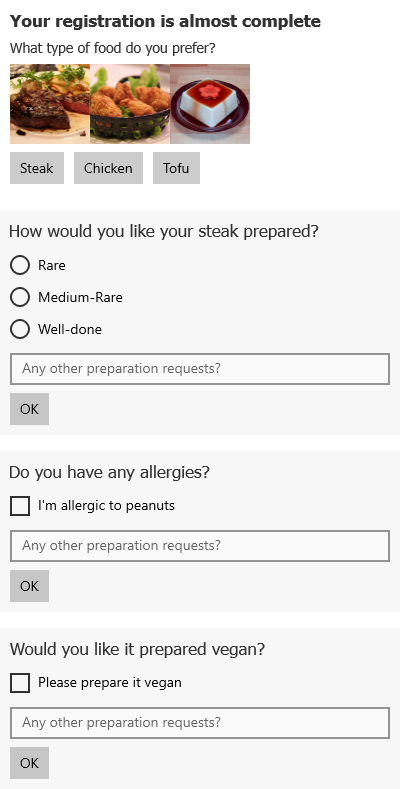 Your registration is almost complete
What type of food do you prefer?
Steak Chicken Tofu
How would you like your steak prepared?
Rare
Medium-Rare
Well-done
Any other preparation requests?
OK
Do you have any allergies?
I'm allergic to peanuts
Any other preparation requests?
OK
Would you like it prepared vegan?
Please prepare it vegan
Any other preparation requests?
OK